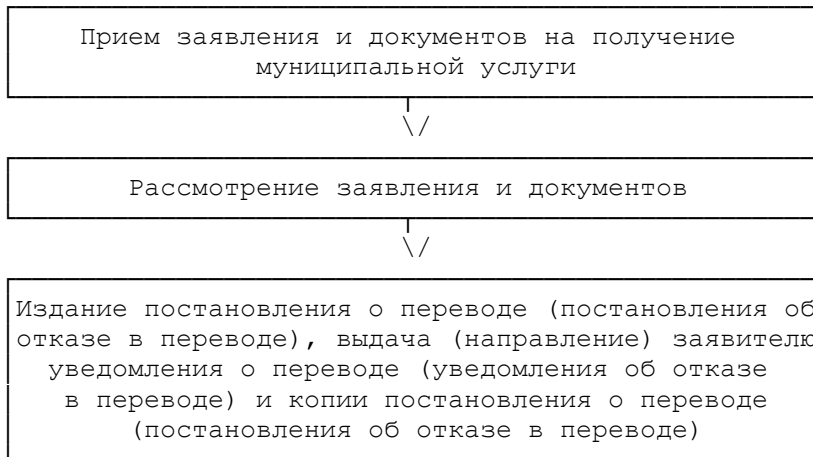 Прием заявления и документов на получение
муниципальной услуги
\/
Рассмотрение заявления и документов
\/
Издание постановления о переводе (постановления об
отказе в переводе), выдача (направление) заявителю
уведомления о переводе (уведомления об отказе
в переводе) и копии постановления о переводе
(постановления об отказе в переводе)